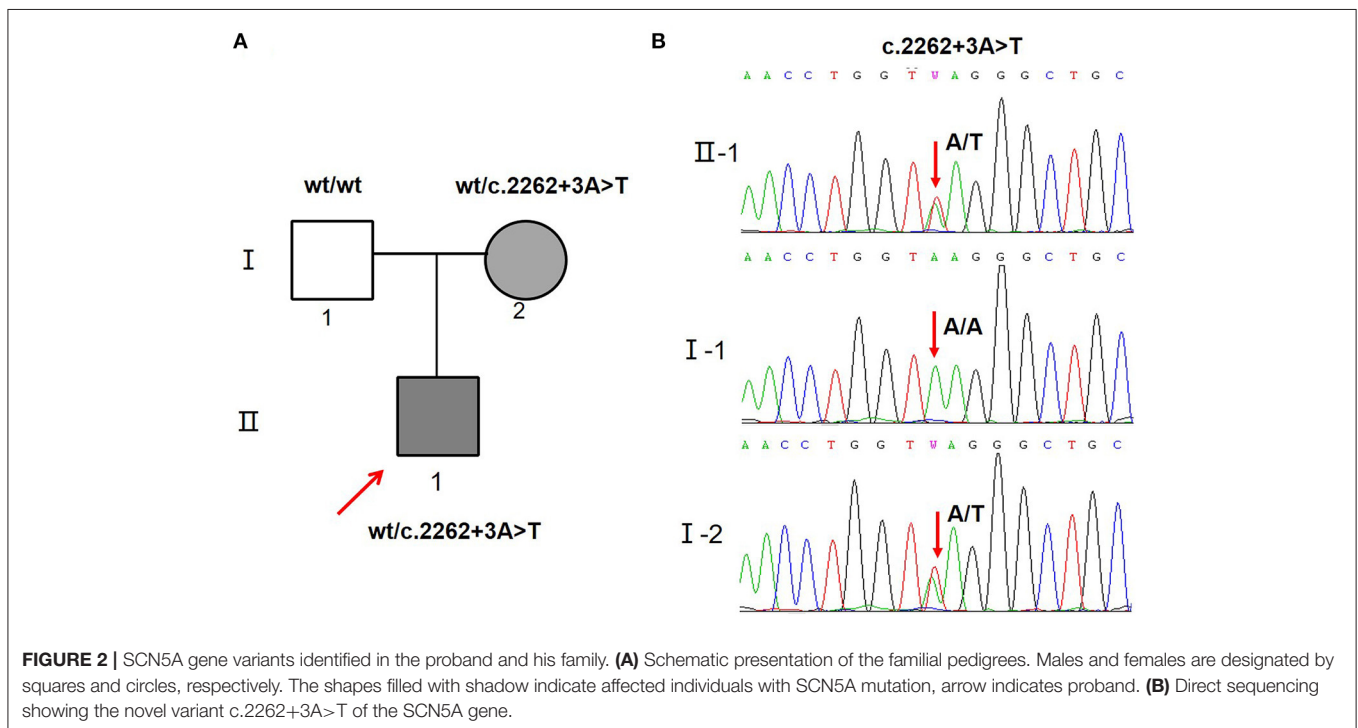 A
wt/wt
wt/c.2262+3A>T
I
1
2
II
1
wt/c.2262+3A>T
B
c.2262+3A>T
A A C C T G G T W A G G G C T G C
II-1
A/T
A A C C T G G T A A G G G C T G C
I-1
A/A
A A C C T G G T W A G G G C T G C
I-2
A/T
FIGURE 2 | SCN5A gene variants identified in the proband and his family. (A) Schematic presentation of the familial pedigrees. Males and females are designated by
squares and circles, respectively. The shapes filled with shadow indicate affected individuals with SCN5A mutation, arrow indicates proband. (B) Direct sequencing
showing the novel variant c.2262+3A>T of the SCN5A gene.